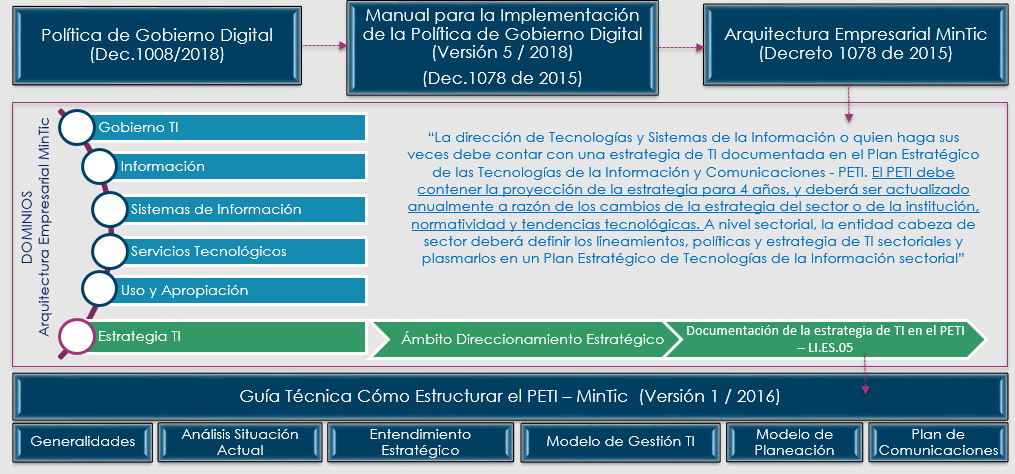 Política de Gobierno Digital
(Dec.1008/2018)
Manual para la Implementación
de la Política de Gobierno Digital
(Versión 5 / 2018)
(Dec.1078 de 2015)
Arquitectura Empresarial MinTic
(Decreto 1078 de 2015)
DOMINIOS
Arquitectura Empresarial MinTic
Gobierno TI
Información
Sistemas de Información
Servicios Tecnológicos
Uso y Apropiación
Estrategia TI
“La dirección de Tecnologías y Sistemas de la Información o quien haga sus
veces debe contar con una estrategia de TI documentada en el Plan Estratégico
de las Tecnologías de la Información y Comunicaciones - PETI. El PETI debe
contener la proyección de la estrategia para 4 años, y deberá ser actualizado
anualmente a razón de los cambios de la estrategia del sector o de la institución,
normatividad y tendencias tecnológicas. A nivel sectorial, la entidad cabeza de
sector deberá definir los lineamientos, políticas y estrategia de TI sectoriales y
plasmarlos en un Plan Estratégico de Tecnologías de la Información sectorial”
Ámbito Direccionamiento Estratégico
Documentación de la estrategia de TI en el PETI
– LI.ES.05
Guía Técnica Cómo Estructurar el PETI – MinTic (Versión 1 / 2016)
Generalidades
Análisis Situación
Actual
Entendimiento
Estratégico
Modelo de Gestión TI
Modelo de
Planeación
Plan de
Comunicaciones